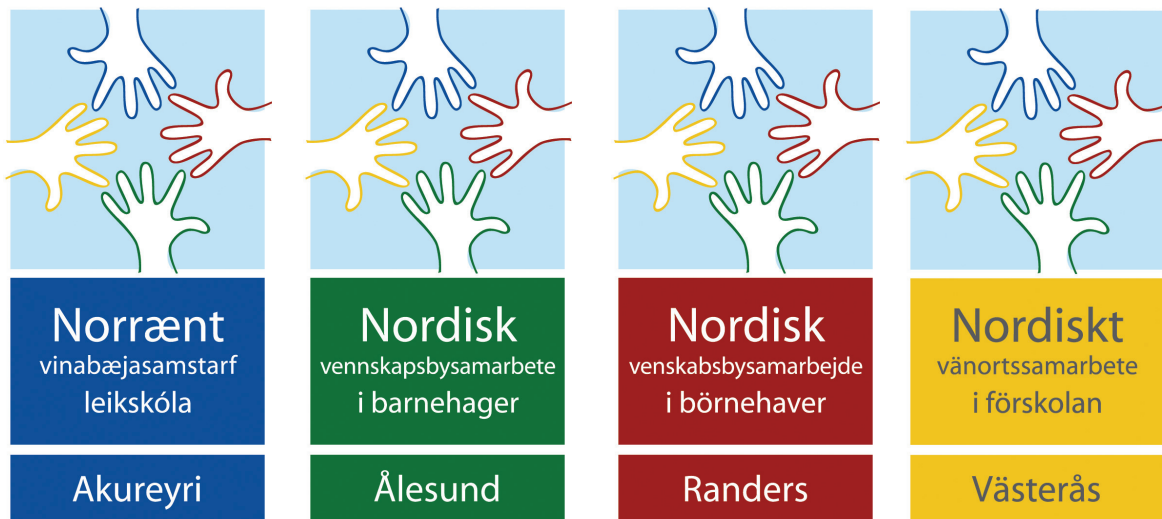 Norrænt
vinabæjasamstarf
leikskóla
Akureyri
Nordisk
vennskapsbysamarbete
i barnehager
Ålesund
Nordisk
venskabsbysamarbejde
i börnehaver
Randers
Nordiskt
vänortssamarbete
i förskolan
Västerås